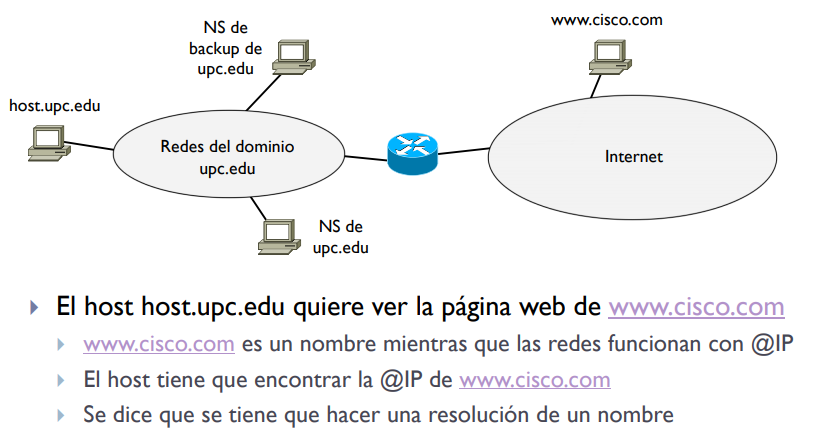 NS de
backup de
upc.edu
www.cisco.com
host.upc.edu
Redes del dominio
upc.edu
Internet
NS de
upc.edu
El host host.upc.edu quiere ver la página web de www.cisco.com
www.cisco.com es un nombre mientras que las redes funcionan con @IP
El host tiene que encontrar la @IP de www.cisco.com
Se dice que se tiene que hacer una resolución de un nombre